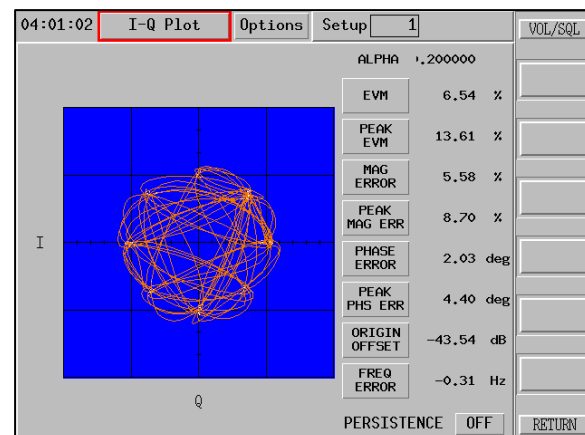 04:01:02 I-Q Plot Options Setup 1 VOL/SQL
ALPHA .200000
EVM 6.54 %
PEAK EVM 13.61 %
MAG ERROR 5.58 %
PEAK MAG ERR 8.70 %
PHASE ERROR 2.03 deg
PEAK PHS ERR 4.40 deg
ORIGIN OFFSET -43.54 dB
FREQ ERROR -0.31 Hz
I
Q
PERSISTENCE OFF RETURN